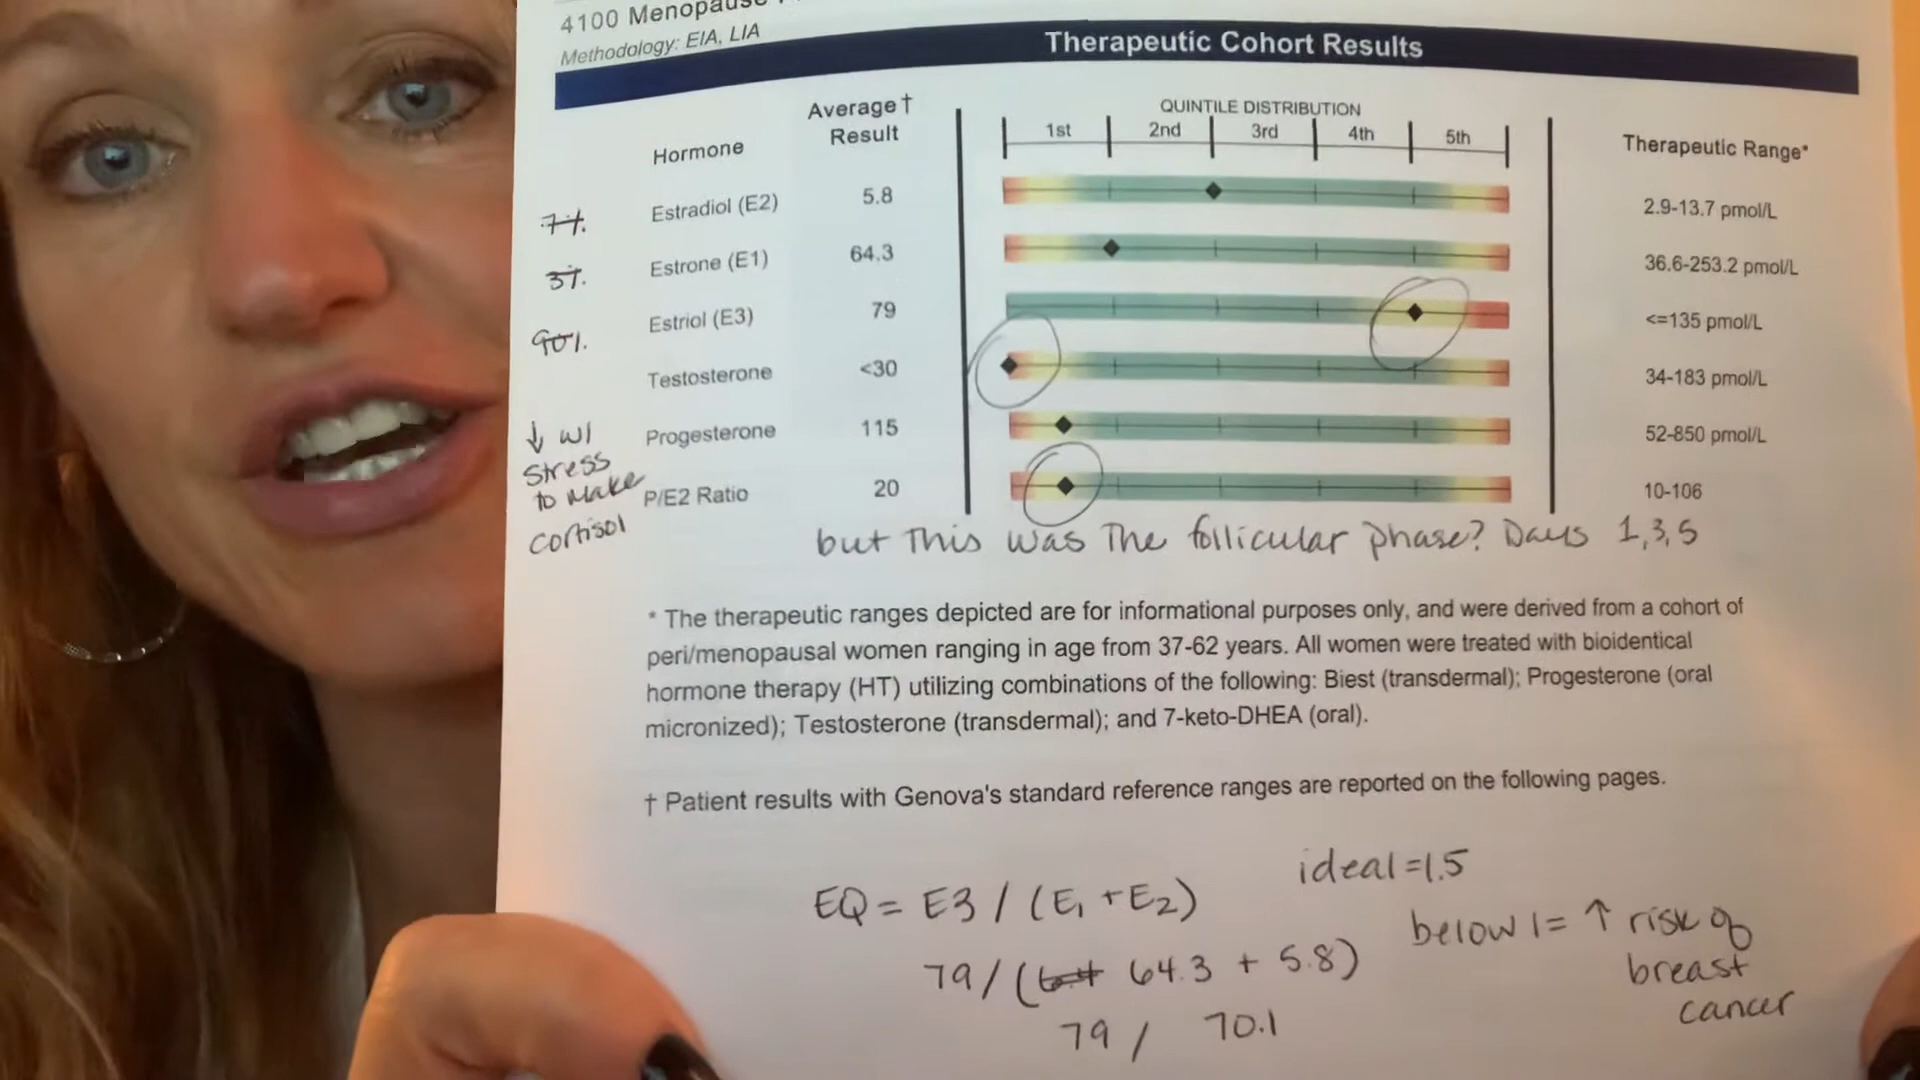 4100 Menopause
Methodology: EIA, LIA
Therapeutic Cohort Results
Hormone
Average†
Result
QUINTILE DISTRIBUTION
1st 2nd 3rd 4th 5th
Therapeutic Range*
7%. Estradiol (E2) 5.8 2.9-13.7 pmol/L
3%. Estrone (E1) 64.3 36.6-253.2 pmol/L
90%. Estriol (E3) 79 <=135 pmol/L
Testosterone <30 34-183 pmol/L
Progesterone 115 52-850 pmol/L
P/E2 Ratio 20 10-106
↓ w/
stress
to make
cortisol
but this was the follicular phase? Days 1,3,5
* The therapeutic ranges depicted are for informational purposes only, and were derived from a cohort of
peri/menopausal women ranging in age from 37-62 years. All women were treated with bioidentical
hormone therapy (HT) utilizing combinations of the following: Biest (transdermal); Progesterone (oral
micronized); Testosterone (transdermal); and 7-keto-DHEA (oral).
† Patient results with Genova's standard reference ranges are reported on the following pages.
EQ = E3 / (E1 + E2)
79 / ( 64.3 + 5.8)
79 / 70.1
ideal = 1.5
below 1 = ↑ risk of
breast
cancer